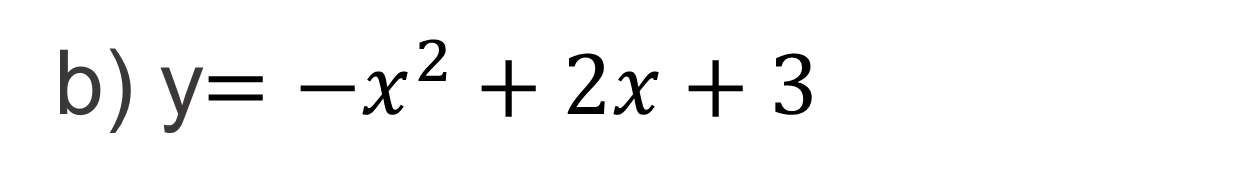 b) y= −x² + 2x + 3